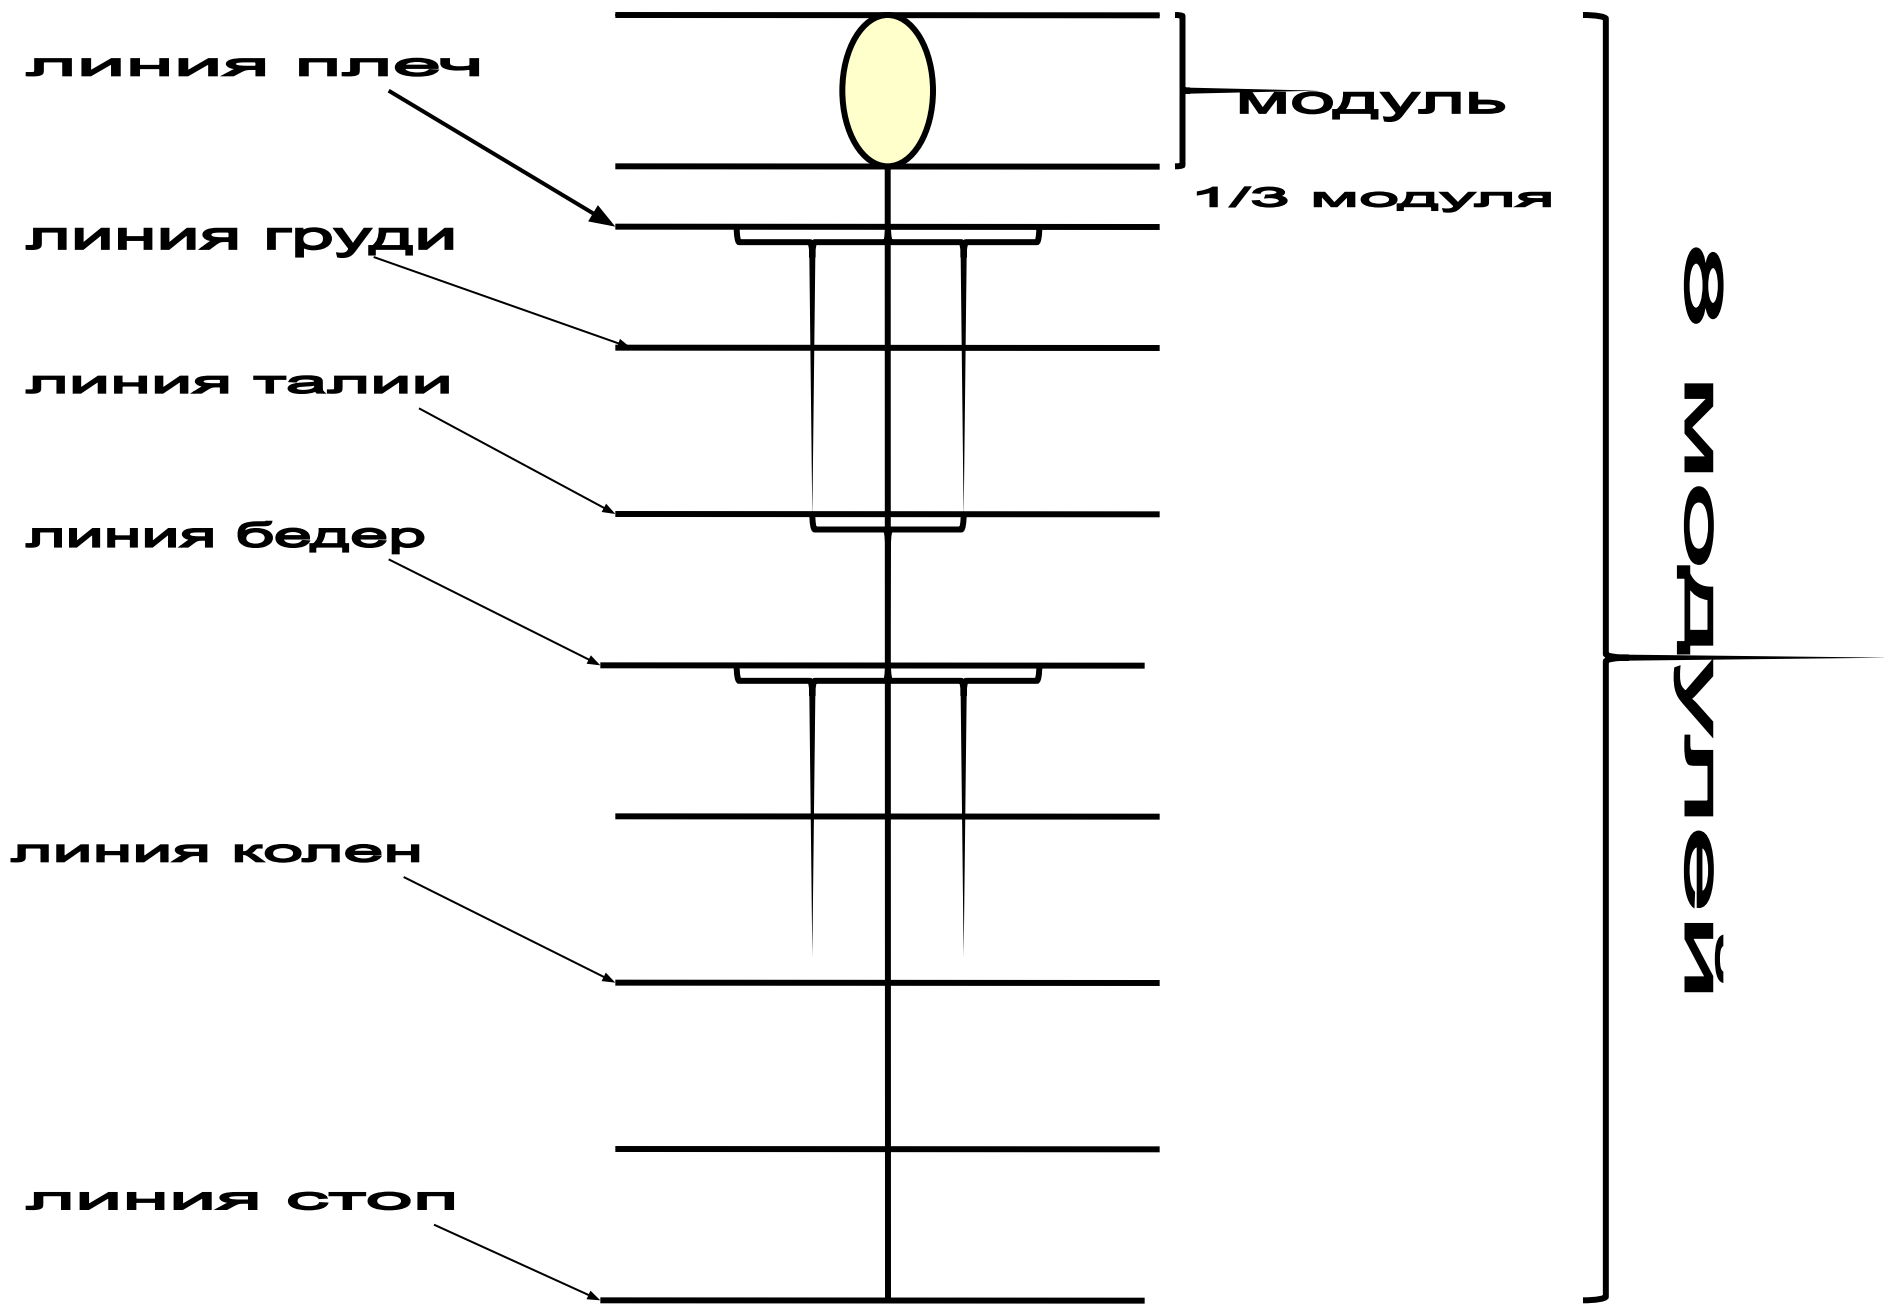 линия плеч
модуль
1/3 модуля
линия груди
линия талии
линия бедер
линия колен
линия стоп
8 модулей